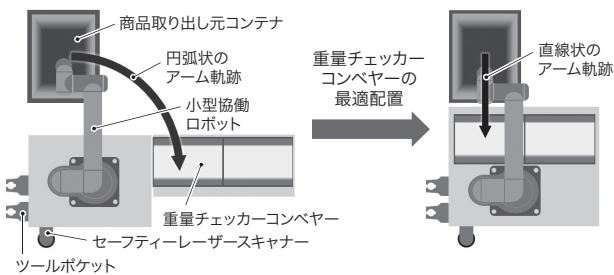 商品取り出し元コンテナ
円弧状の
アーム軌跡
小型協働
ロボット
重量チェッカーコンベヤー
セーフティーレーザースキャナー
ツールポケット
重量チェッカー
コンベヤーの
最適配置
直線状の
アーム軌跡